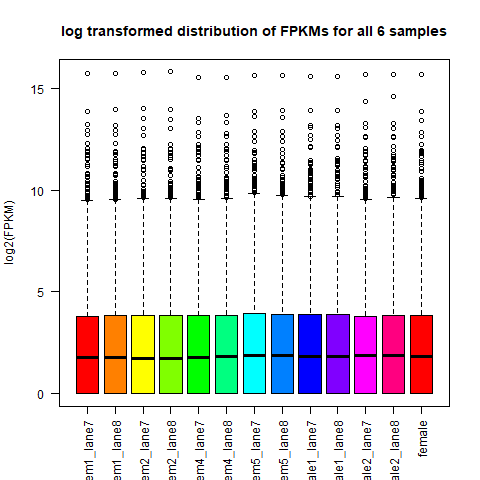 log transformed distribution of FPKMs for all 6 samples
log2(FPKM)
15
10
5
0
em1_lane7
em1_lane8
em2_lane7
em2_lane8
em4_lane7
em4_lane8
em5_lane7
em5_lane8
ale1_lane7
ale1_lane8
ale2_lane7
ale2_lane8
female